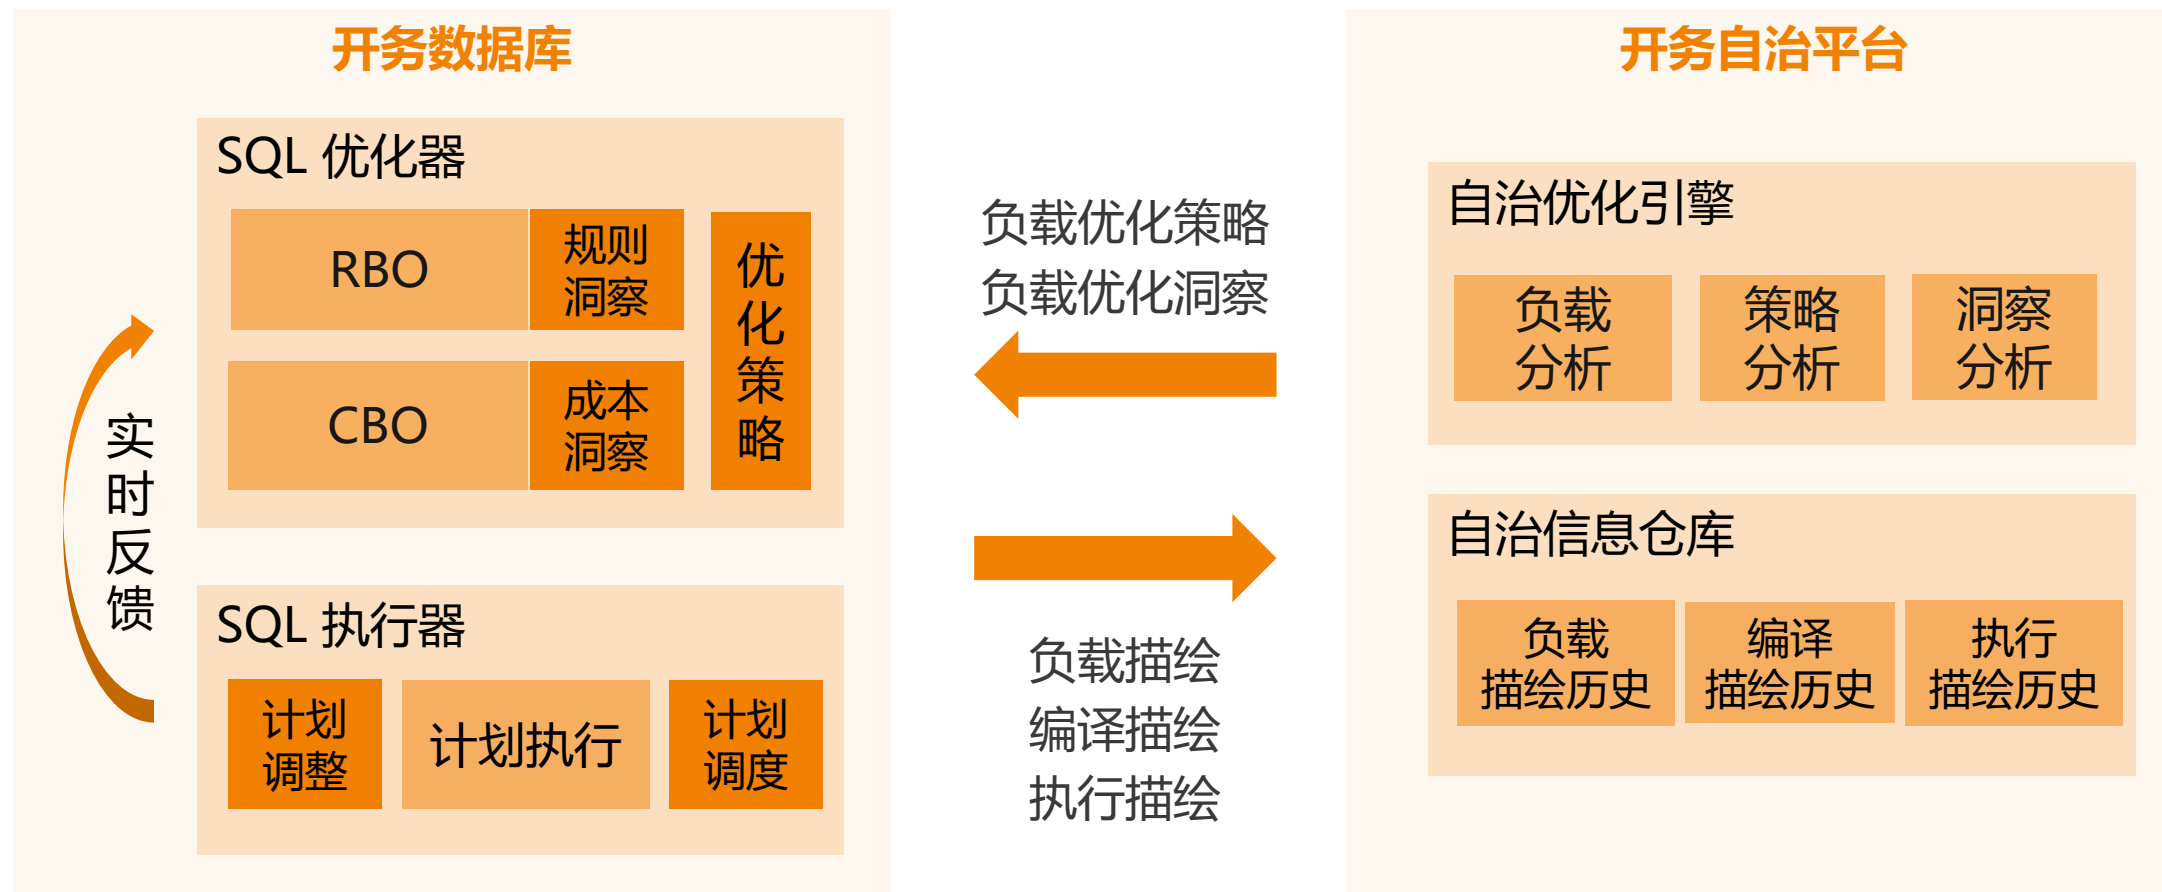 开务数据库
SQL 优化器
RBO
规则
洞察
CBO
成本
洞察
优
化
策
略
实
时
反
馈
SQL 执行器
计划
调整
计划执行
计划
调度
负载优化策略
负载优化洞察
负载描绘
编译描绘
执行描绘
开务自治平台
自治优化引擎
负载
分析
策略
分析
洞察
分析
自治信息仓库
负载
描绘历史
编译
描绘历史
执行
描绘历史